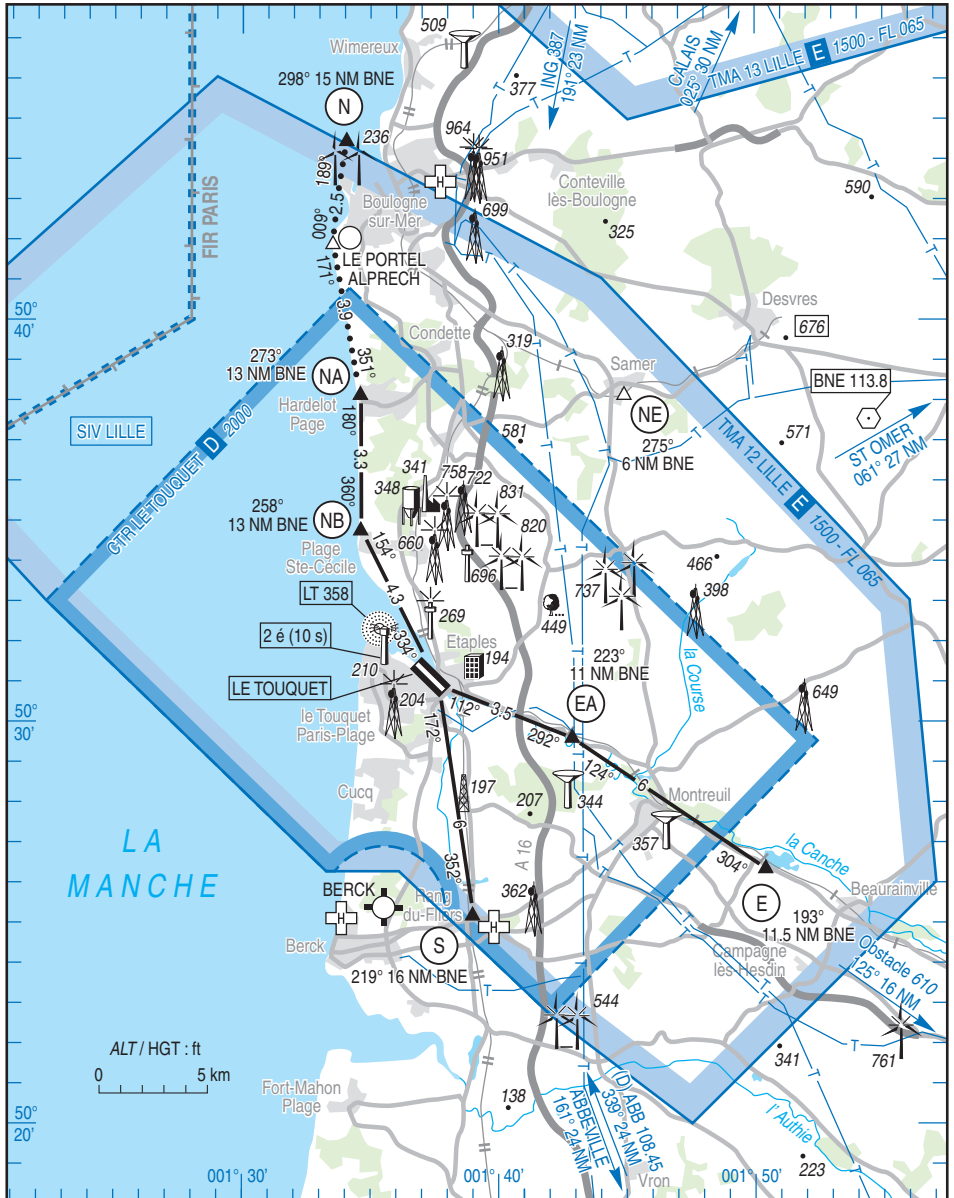 509
Wimereux
ING 387
191° 23 NM
CALAIS
025° 30 NM
TMA 13 LILLE E 1500 - FL 065
298° 15 NM BNE
N
377
236
964
951
189°
2.5
009
Boulogne
sur-Mer
H
699
Conteville
lès-Boulogne
590
325
FIR PARIS
LE PORTEL
ALPRECH
171°
3.9
351°
50°
40'
Desvres
676
Condette
319
273°
13 NM BNE
NA
Hardelot
Page
Samer
NE
275°
6 NM BNE
BNE 113.8
SIV LILLE
CTR LE TOUQUET D 2000
180°
3.3
360°
581
571
ST OMER
061° 27 NM
TMA 12 LILLE E 1500 - FL 065
341
758
722
348
831
258°
13 NM BNE
NB
820
660
Plage
Ste-Cécile
154°
4.3
334°
696
737
466
398
LT 358
269
449
2 é (10 s)
Etaples
194
223°
11 NM BNE
la Course
210
LE TOUQUET
204
EA
649
112°
3.5
292°
172°
le Touquet
Paris-Plage
50°
30'
124°
6
304°
Cucq
197
207
344
Montreuil
357
6
352°
A 16
LA
MANCHE
la Canche
BERCK
H
Rang
du-Fliers
H
362
Beaurainville
E
193°
11.5 NM BNE
Berck
S
219° 16 NM BNE
Campagne
lès-Hesdin
Obstacle 610
125° 16 NM
544
ALT / HGT : ft
0 5 km
341
761
Fort-Mahon
Plage
138
(D) ABB 108.45
339° 24 NM
ABBEVILLE
161° 24 NM
l'Authie
50°
20'
223
001° 30'
001° 40'
001° 50'
Vron